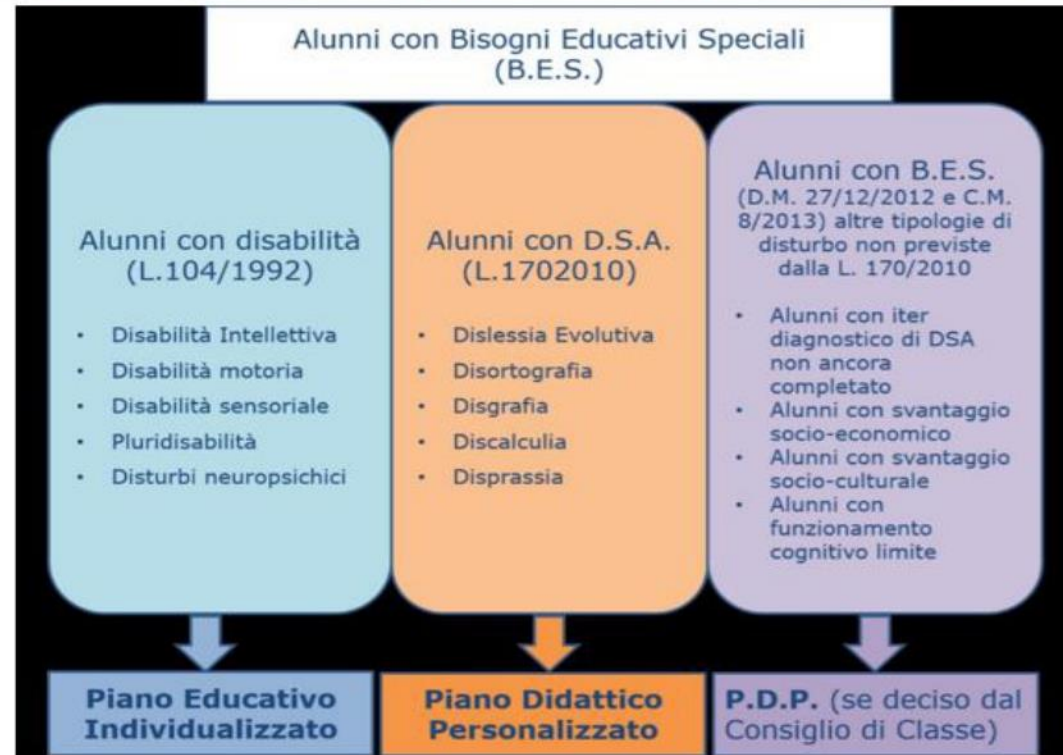 Alunni con Bisogni Educativi Speciali
(B.E.S.)
Alunni con disabilità
(L.104/1992)
• Disabilità Intellettiva
• Disabilità motoria
• Disabilità sensoriale
• Pluridisabilità
• Disturbi neuropsichici
Alunni con D.S.A.
(L.1702010)
• Dislessia Evolutiva
• Disortografia
• Disgrafia
• Discalculia
• Disprassia
Alunni con B.E.S.
(D.M. 27/12/2012 e C.M.
8/2013) altre tipologie di
disturbo non previste
dalla L. 170/2010
• Alunni con iter
diagnostico di DSA
non ancora
completato
• Alunni con svantaggio
socio-economico
• Alunni con svantaggio
socio-culturale
• Alunni con
funzionamento
cognitivo limite
Piano Educativo
Individualizzato
Piano Didattico
Personalizzato
P.D.P. (se deciso dal
Consiglio di Classe)